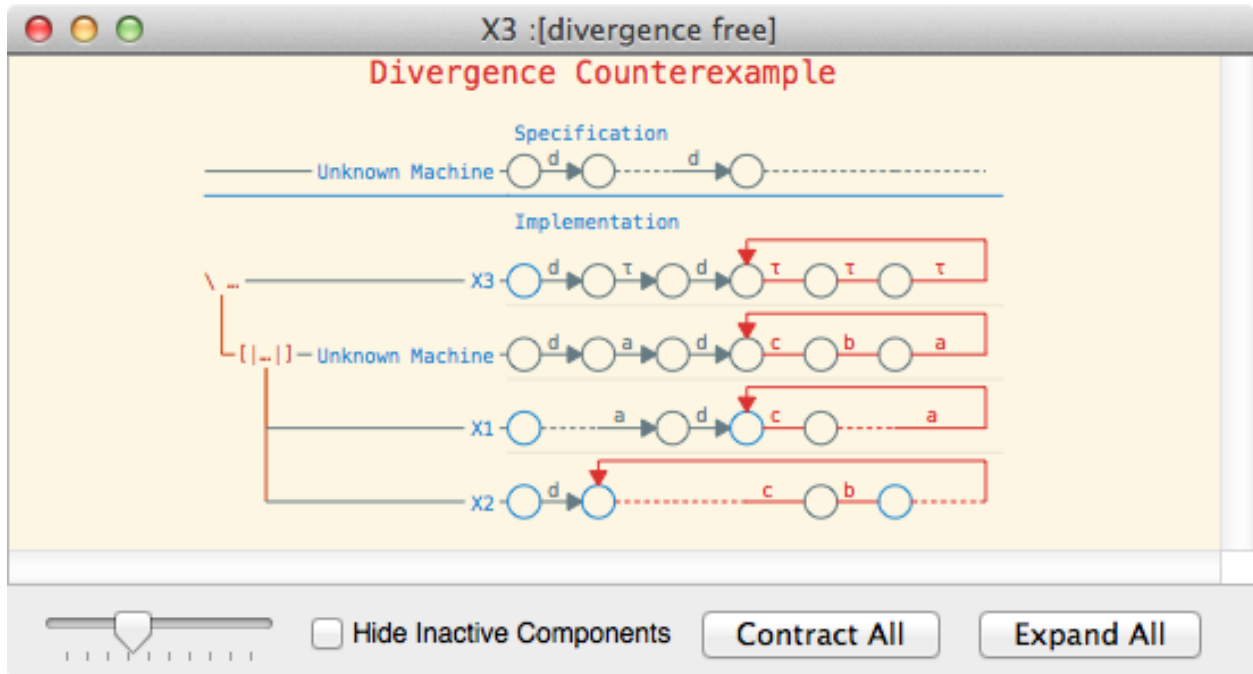 X3 :[divergence free]
Divergence Counterexample
Specification
Unknown Machine d d
Implementation
\ … X3 d τ d τ τ τ
[|…|] Unknown Machine d a d c b a
X1 a d c a
X2 d c b
Hide Inactive Components Contract All Expand All